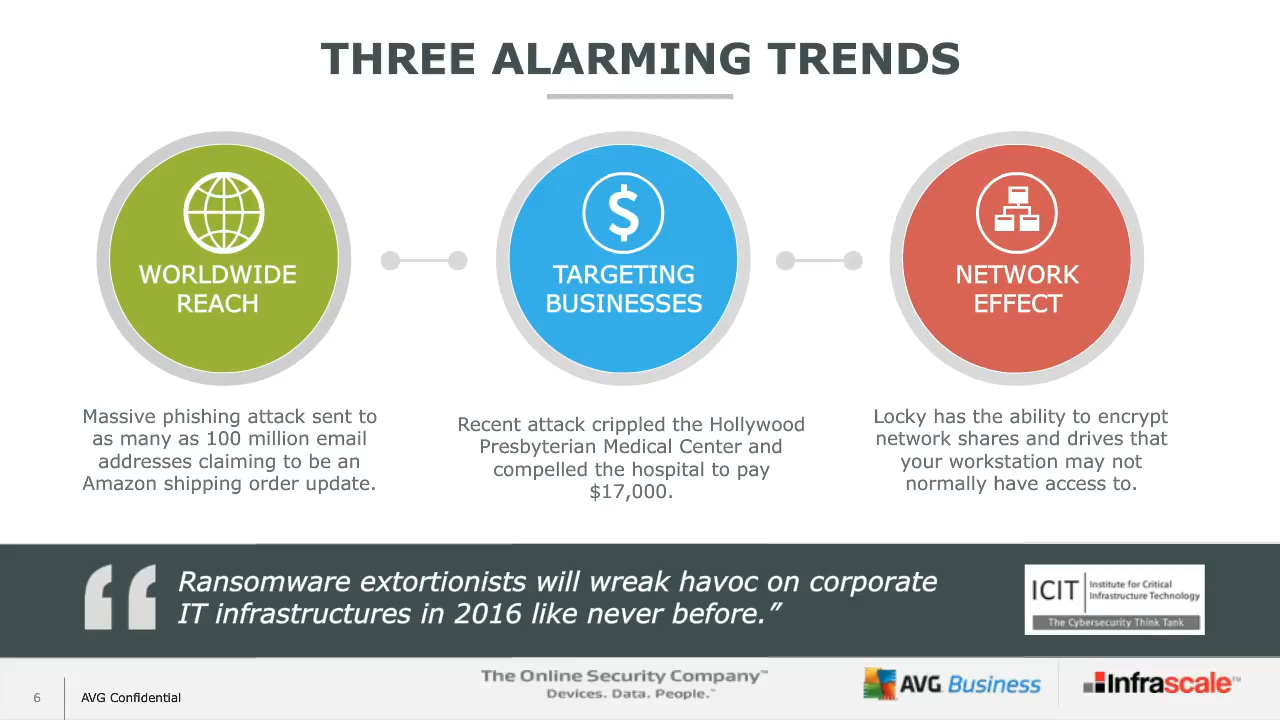 THREE ALARMING TRENDS
WORLDWIDE
REACH
$
TARGETING
BUSINESSES
NETWORK
EFFECT
Massive phishing attack sent to
as many as 100 million email
addresses claiming to be an
Amazon shipping order update.
Recent attack crippled the Hollywood
Presbyterian Medical Center and
compelled the hospital to pay
$17,000.
Locky has the ability to encrypt
network shares and drives that
your workstation may not
normally have access to.
“Ransomware extortionists will wreak havoc on corporate
IT infrastructures in 2016 like never before.”
ICIT
Institute for Critical
Infrastructure Technology
The Cybersecurity Think Tank
6
AVG Confidential
The Online Security Company™
Devices. Data. People.™
AVG Business
Infrascale™